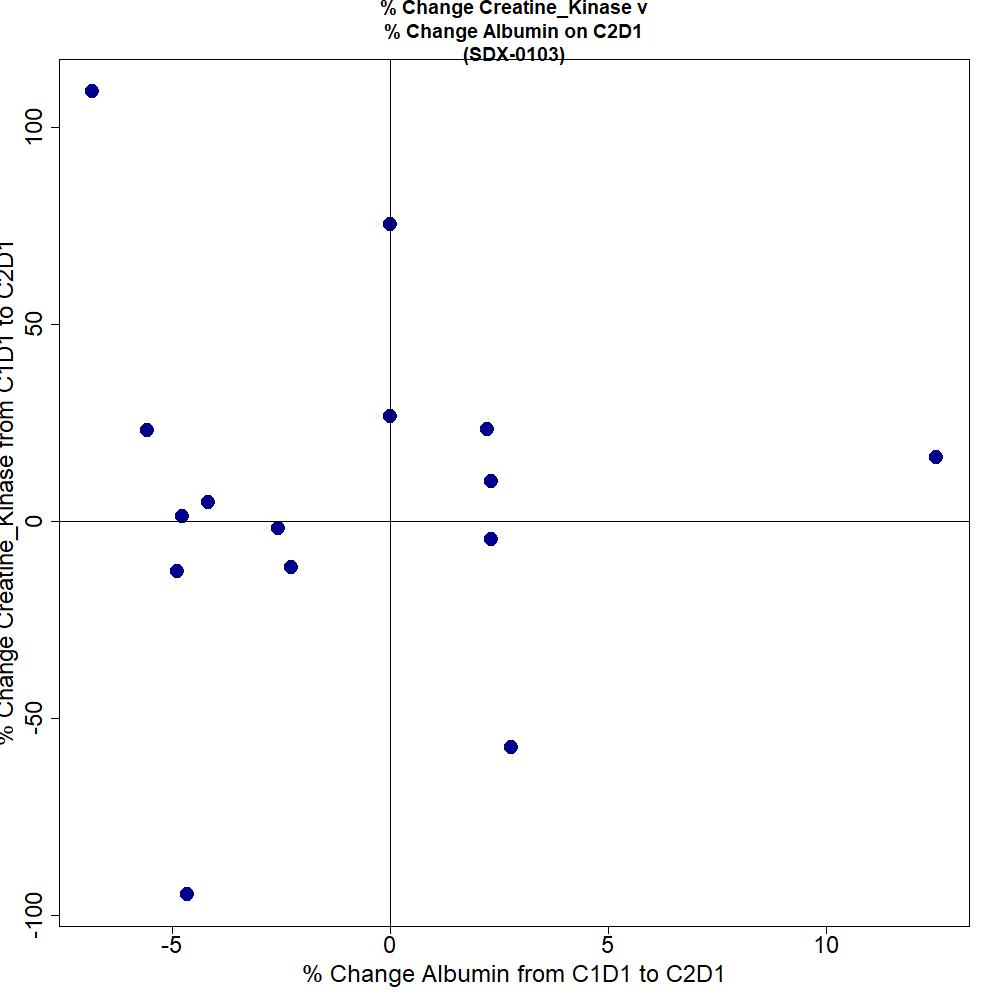 % Change Creatine_Kinase v
% Change Albumin on C2D1
(SDX-0103)
% Change Creatine_Kinase from C1D1 to C2D1
100
50
0
-50
-100
-5
0
5
10
% Change Albumin from C1D1 to C2D1